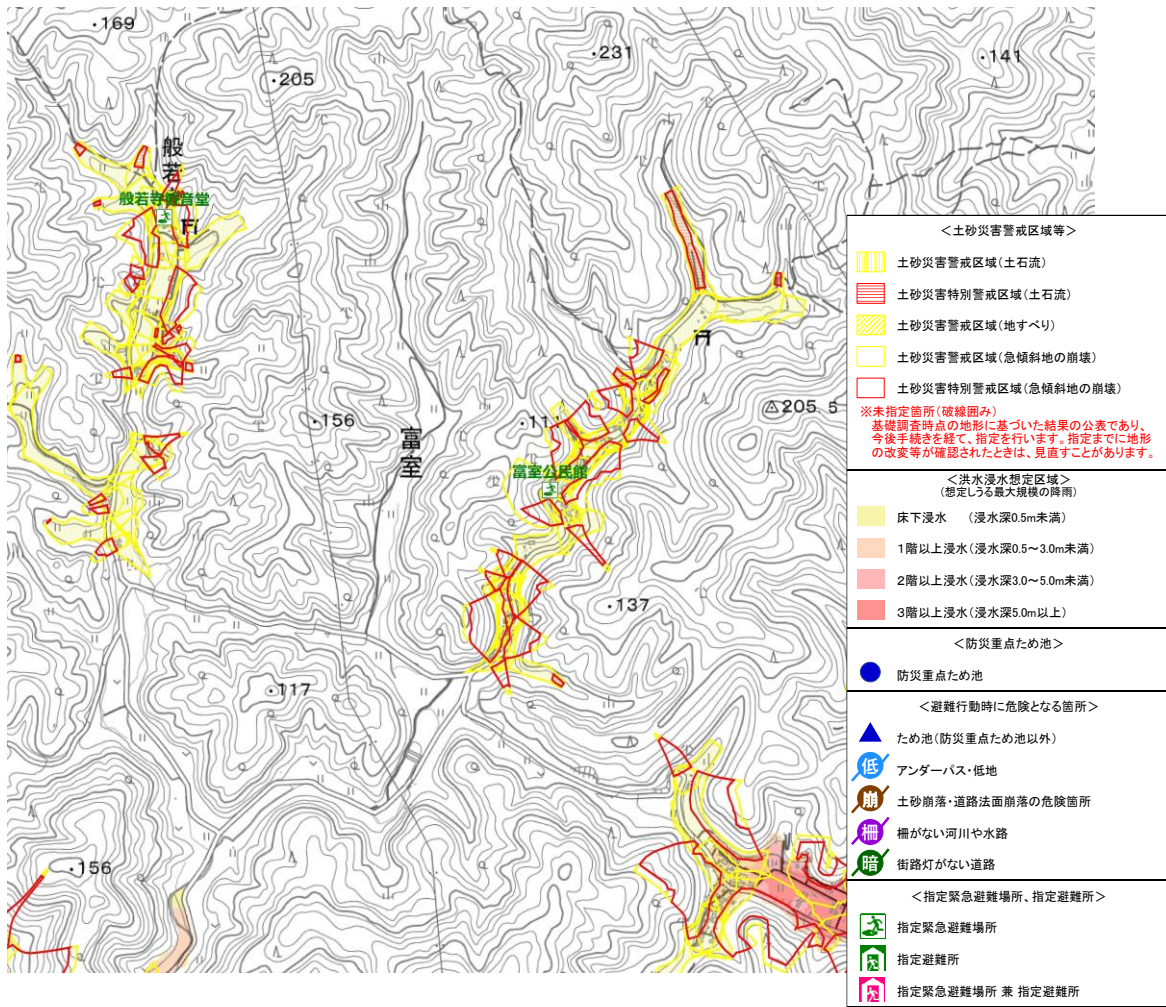 169
231
141
205
般若
般若寺観音堂
205.5
156
111
富室
富室公民館
137
117
156
<土砂災害警戒区域等>
土砂災害警戒区域(土石流)
土砂災害特別警戒区域(土石流)
土砂災害警戒区域(地すべり)
土砂災害警戒区域(急傾斜地の崩壊)
土砂災害特別警戒区域(急傾斜地の崩壊)
※未指定箇所(破線囲み)
基礎調査時点の地形に基づいた結果の公表であり、
今後手続きを経て、指定を行います。指定までに地形
の改変等が確認されたときは、見直すことがあります。
<洪水浸水想定区域>
(想定しうる最大規模の降雨)
床下浸水 (浸水深0.5m未満)
1階以上浸水(浸水深0.5~3.0m未満)
2階以上浸水(浸水深3.0~5.0m未満)
3階以上浸水(浸水深5.0m以上)
<防災重点ため池>
防災重点ため池
<避難行動時に危険となる箇所>
ため池(防災重点ため池以外)
低 アンダーパス・低地
崩 土砂崩落・道路法面崩落の危険箇所
柵 柵がない河川や水路
暗 街路灯がない道路
<指定緊急避難場所、指定避難所>
指定緊急避難場所
指定避難所
指定緊急避難場所 兼 指定避難所